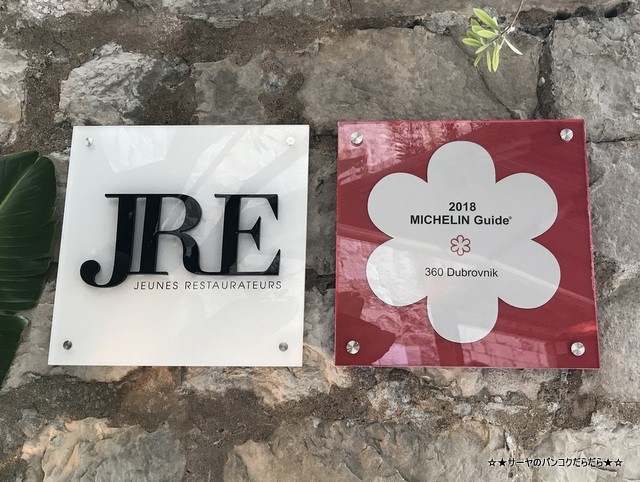 JRE
JEUNES RESTAURATEURS
2018
MICHELIN Guide®
360 Dubrovnik
☆★サーヤのバンコクだらだら★☆